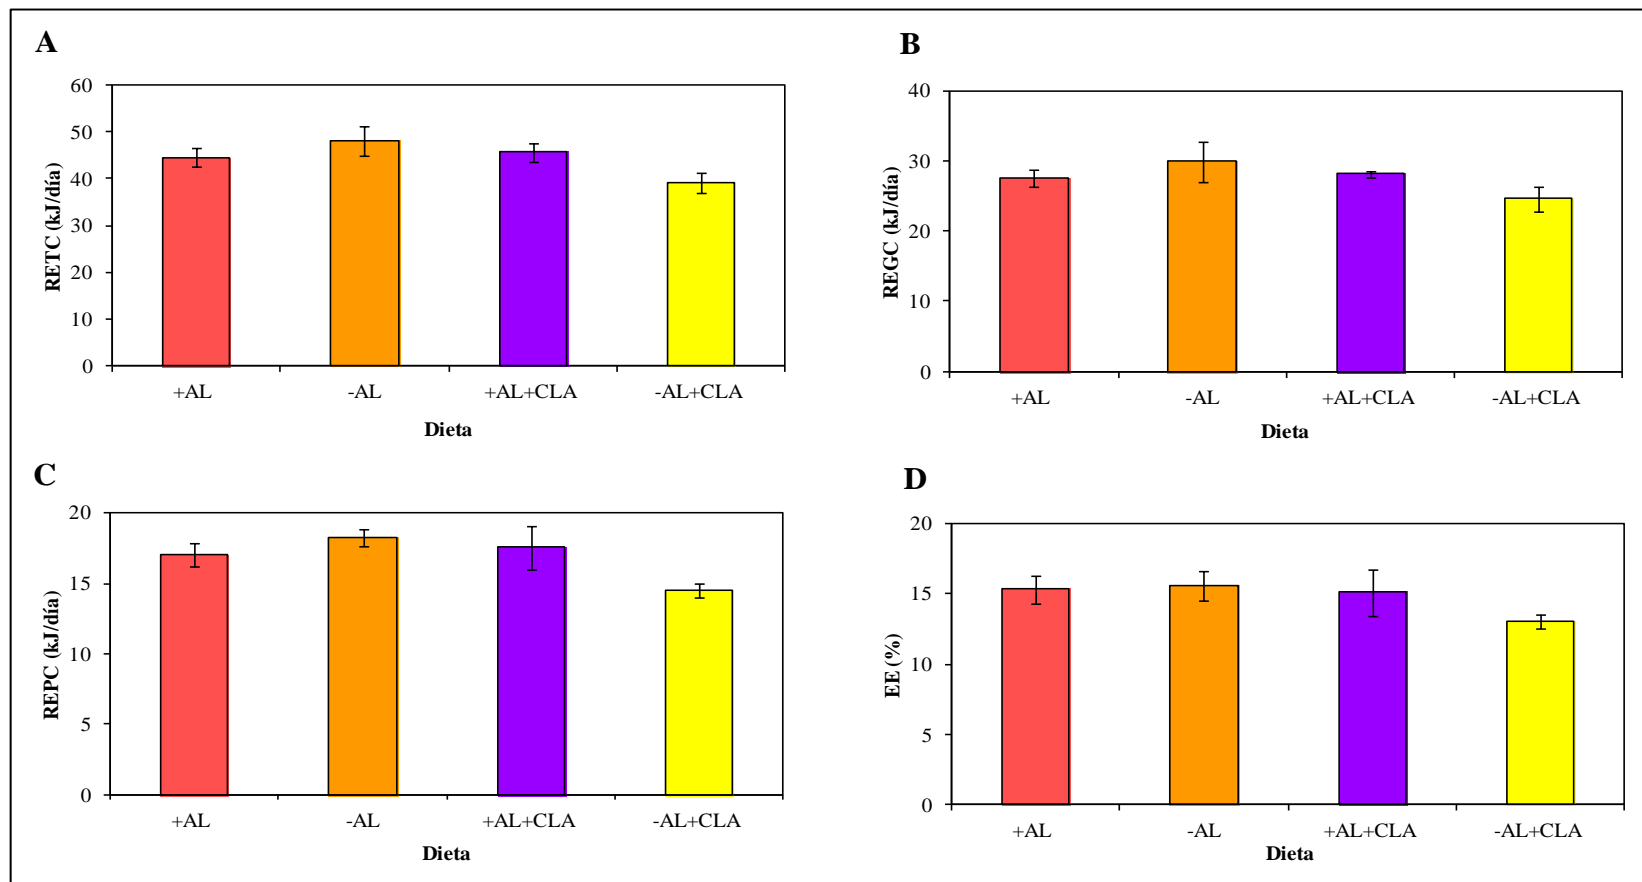 A
RETC (kJ/día)
60
50
40
30
20
10
0
+AL -AL +AL+CLA -AL+CLA
Dieta
B
REGC (kJ/día)
40
30
20
10
0
+AL -AL +AL+CLA -AL+CLA
Dieta
C
REPC (kJ/día)
20
15
10
5
0
+AL -AL +AL+CLA -AL+CLA
Dieta
D
EE (%)
20
15
10
5
0
+AL -AL +AL+CLA -AL+CLA
Dieta